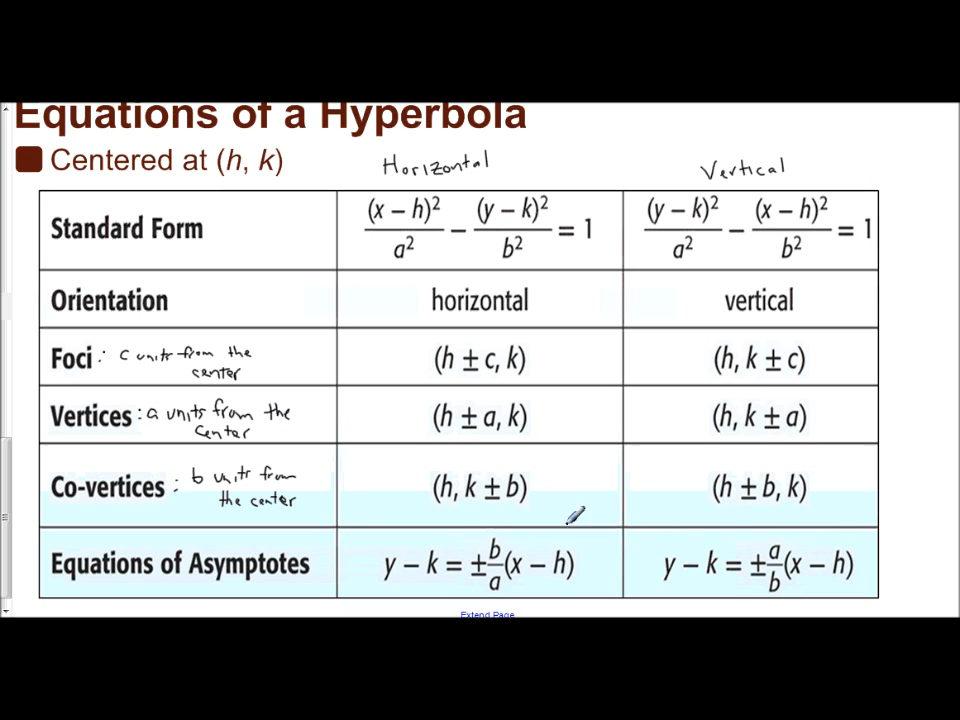 Equations of a Hyperbola
Centered at (h, k)
Horizontal
Vertical
Standard Form
(x – h)²/a² – (y – k)²/b² = 1
(y – k)²/a² – (x – h)²/b² = 1
Orientation
horizontal
vertical
Foci : c units from the
center
(h ± c, k)
(h, k ± c)
Vertices : a units from the
center
(h ± a, k)
(h, k ± a)
Co-vertices : b units from
the center
(h, k ± b)
(h ± b, k)
Equations of Asymptotes
y – k = ±b/a(x – h)
y – k = ±a/b(x – h)
Extend Page